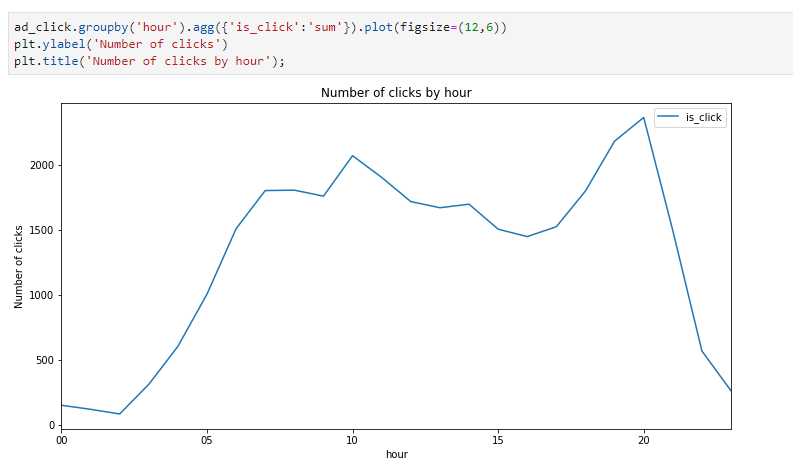 ad_click.groupby('hour').agg({'is_click':'sum'}).plot(figsize=(12,6))
plt.ylabel('Number of clicks')
plt.title('Number of clicks by hour');
Number of clicks by hour
is_click
2000
1500
1000
500
0
Number of clicks
00 05 10 15 20
hour